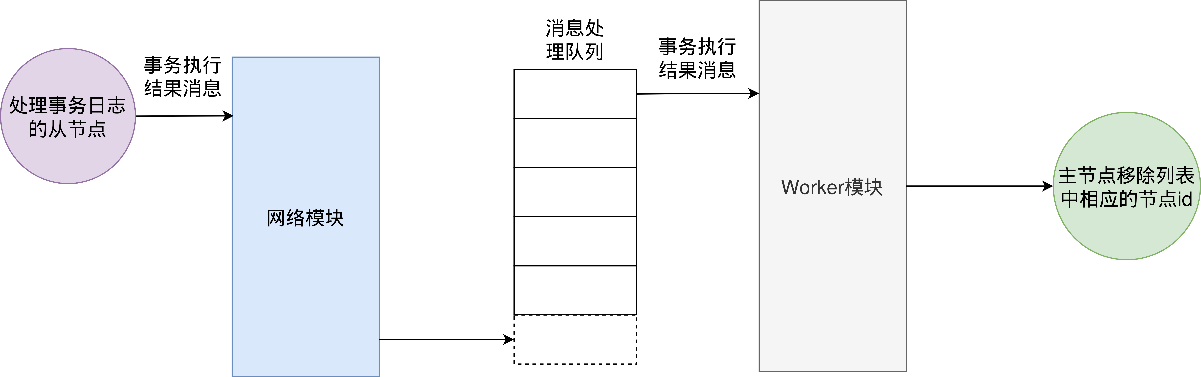 处理事务日志
的从节点
事务执行
结果消息
网络模块
消息处
理队列
事务执行
结果消息
Worker模块
主节点移除列表
中相应的节点id